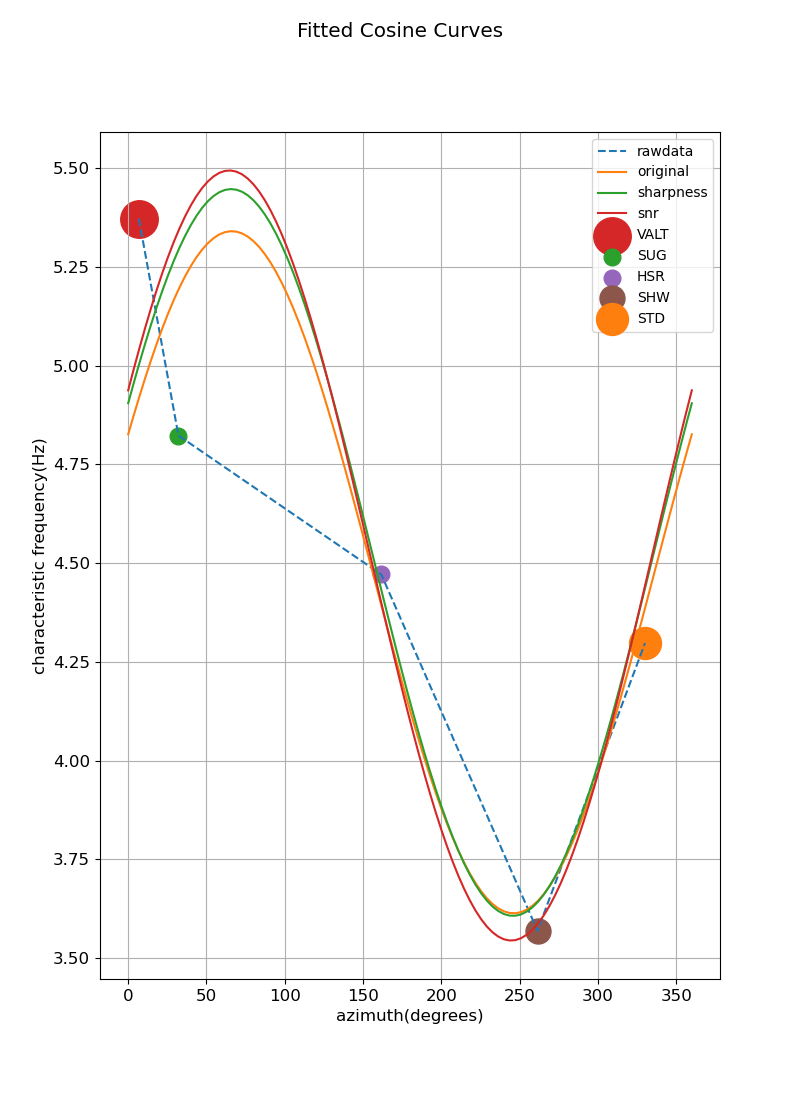 Fitted Cosine Curves
rawdata
original
sharpness
snr
VALT
SUG
HSR
SHW
STD
5.50
5.25
5.00
4.75
4.50
4.25
4.00
3.75
3.50
characteristic frequency(Hz)
0 50 100 150 200 250 300 350
azimuth(degrees)